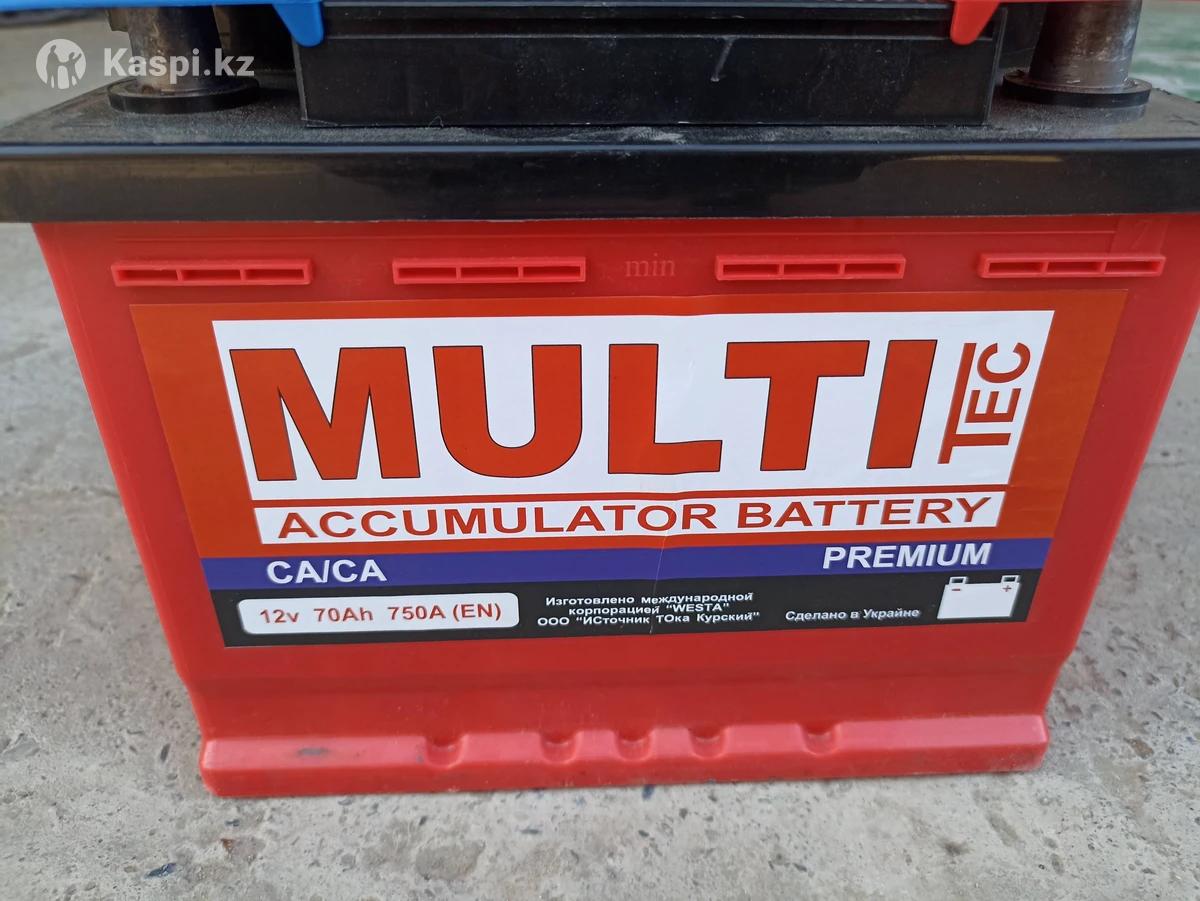 Kaspi.kz
min
MULTI
TEC
ACCUMULATOR BATTERY
CA/CA
PREMIUM
12v 70Ah 750A (EN)
Изготовлено международной
корпорацией "WESTA"
ООО "ИСточник ТОка Курский"
Сделано в Украйне
- +